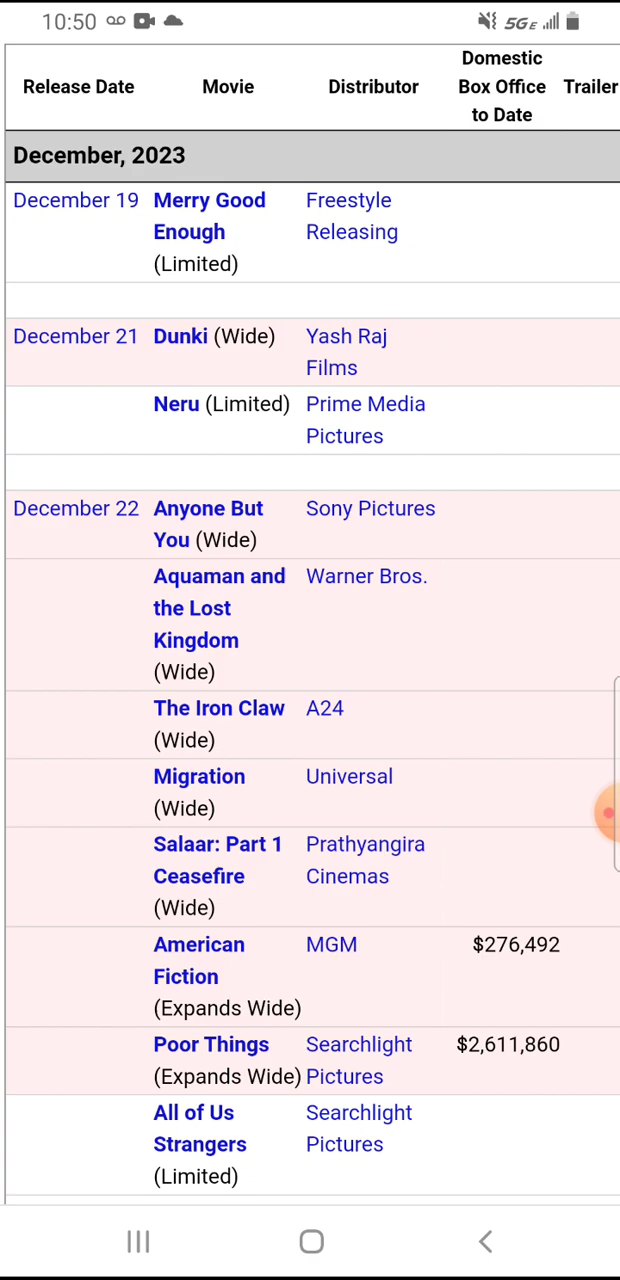 10:50
5GE
Release Date Movie Distributor Domestic Box Office to Date Trailer
December, 2023
December 19 Merry Good Freestyle
Enough Releasing
(Limited)
December 21 Dunki (Wide) Yash Raj
Films
Neru (Limited) Prime Media
Pictures
December 22 Anyone But Sony Pictures
You (Wide)
Aquaman and Warner Bros.
the Lost
Kingdom
(Wide)
The Iron Claw A24
(Wide)
Migration Universal
(Wide)
Salaar: Part 1 Prathyangira
Ceasefire Cinemas
(Wide)
American MGM $276,492
Fiction
(Expands Wide)
Poor Things Searchlight $2,611,860
(Expands Wide) Pictures
All of Us Searchlight
Strangers Pictures
(Limited)